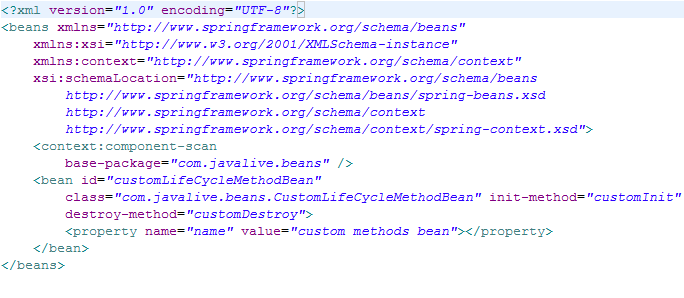 <?xml version="1.0" encoding="UTF-8"?>
<beans xmlns="http://www.springframework.org/schema/beans"
    xmlns:xsi="http://www.w3.org/2001/XMLSchema-instance"
    xmlns:context="http://www.springframework.org/schema/context"
    xsi:schemaLocation="http://www.springframework.org/schema/beans
        http://www.springframework.org/schema/beans/spring-beans.xsd
        http://www.springframework.org/schema/context
        http://www.springframework.org/schema/context/spring-context.xsd">
    <context:component-scan
        base-package="com.javalive.beans" />
    <bean id="customLifeCycleMethodBean"
        class="com.javalive.beans.CustomLifeCycleMethodBean" init-method="customInit"
        destroy-method="customDestroy">
        <property name="name" value="custom methods bean"></property>
    </bean>
</beans>